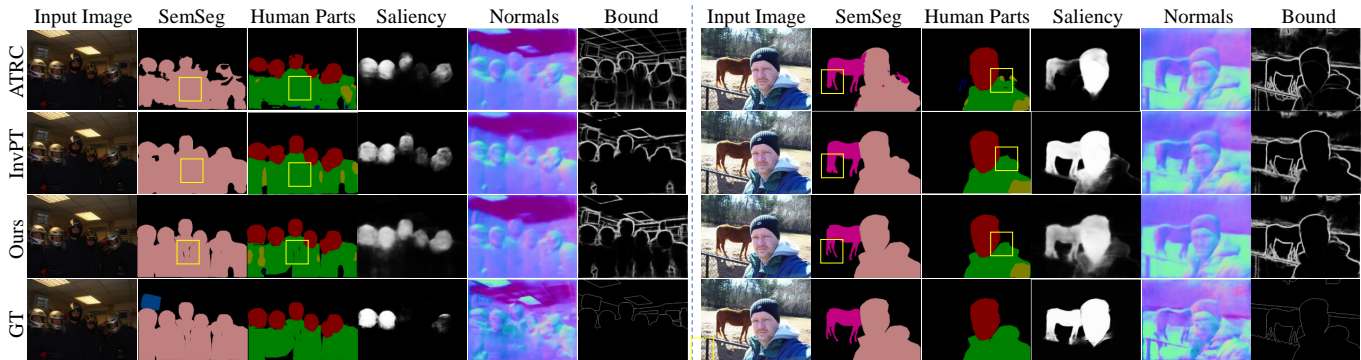 Input Image SemSeg Human Parts Saliency Normals Bound Input Image SemSeg Human Parts Saliency Normals Bound
ATRC
InvPT
Ours
GT